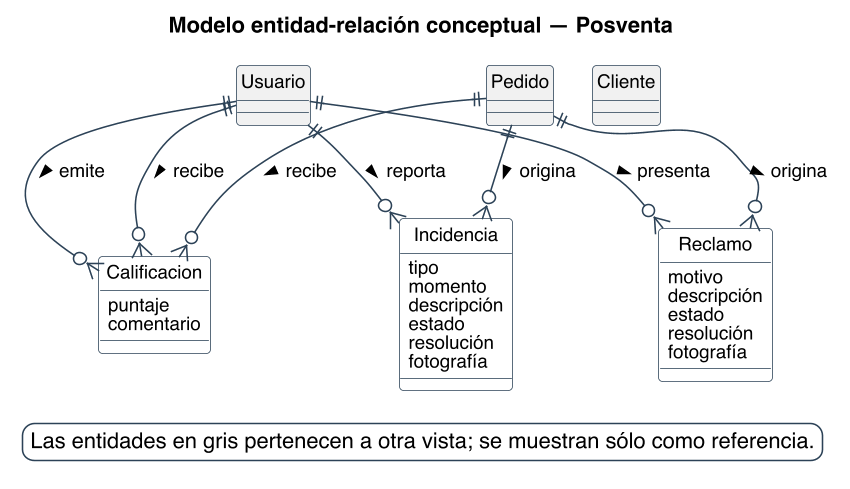 Modelo entidad-relación conceptual — Posventa
Usuario
Pedido
Cliente
emite
recibe
recibe
reporta
origina
presenta
origina
Calificacion
puntaje
comentario
Incidencia
tipo
momento
descripción
estado
resolución
fotografía
Reclamo
motivo
descripción
estado
resolución
fotografía
Las entidades en gris pertenecen a otra vista; se muestran sólo como referencia.